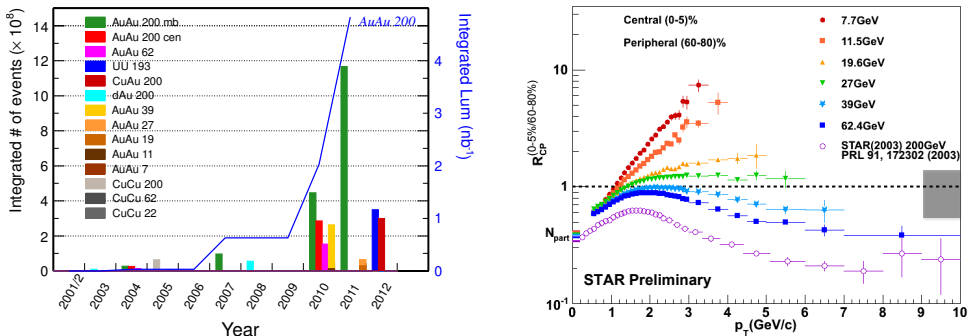 Integrated # of events (× 10⁸)
14
12
10
8
6
4
2
0
AuAu 200 mb
AuAu 200 cen
AuAu 62
UU 193
CuAu 200
dAu 200
AuAu 39
AuAu 27
AuAu 19
AuAu 11
AuAu 7
CuCu 200
CuCu 62
CuCu 22
AuAu 200
Integrated Lum (nb⁻¹)
4
3
2
1
0
2001/2
2003
2004
2005
2006
2007
2008
2009
2010
2011
2012
Year
Central (0-5)%
Peripheral (60-80)%
7.7GeV
11.5GeV
19.6GeV
27GeV
39GeV
62.4GeV
STAR(2003) 200GeV
PRL 91, 172302 (2003)
R_CP^(0-5%/60-80%)
10
1
N_part
10⁻¹
STAR Preliminary
0 1 2 3 4 5 6 7 8 9 10
p_T(GeV/c)